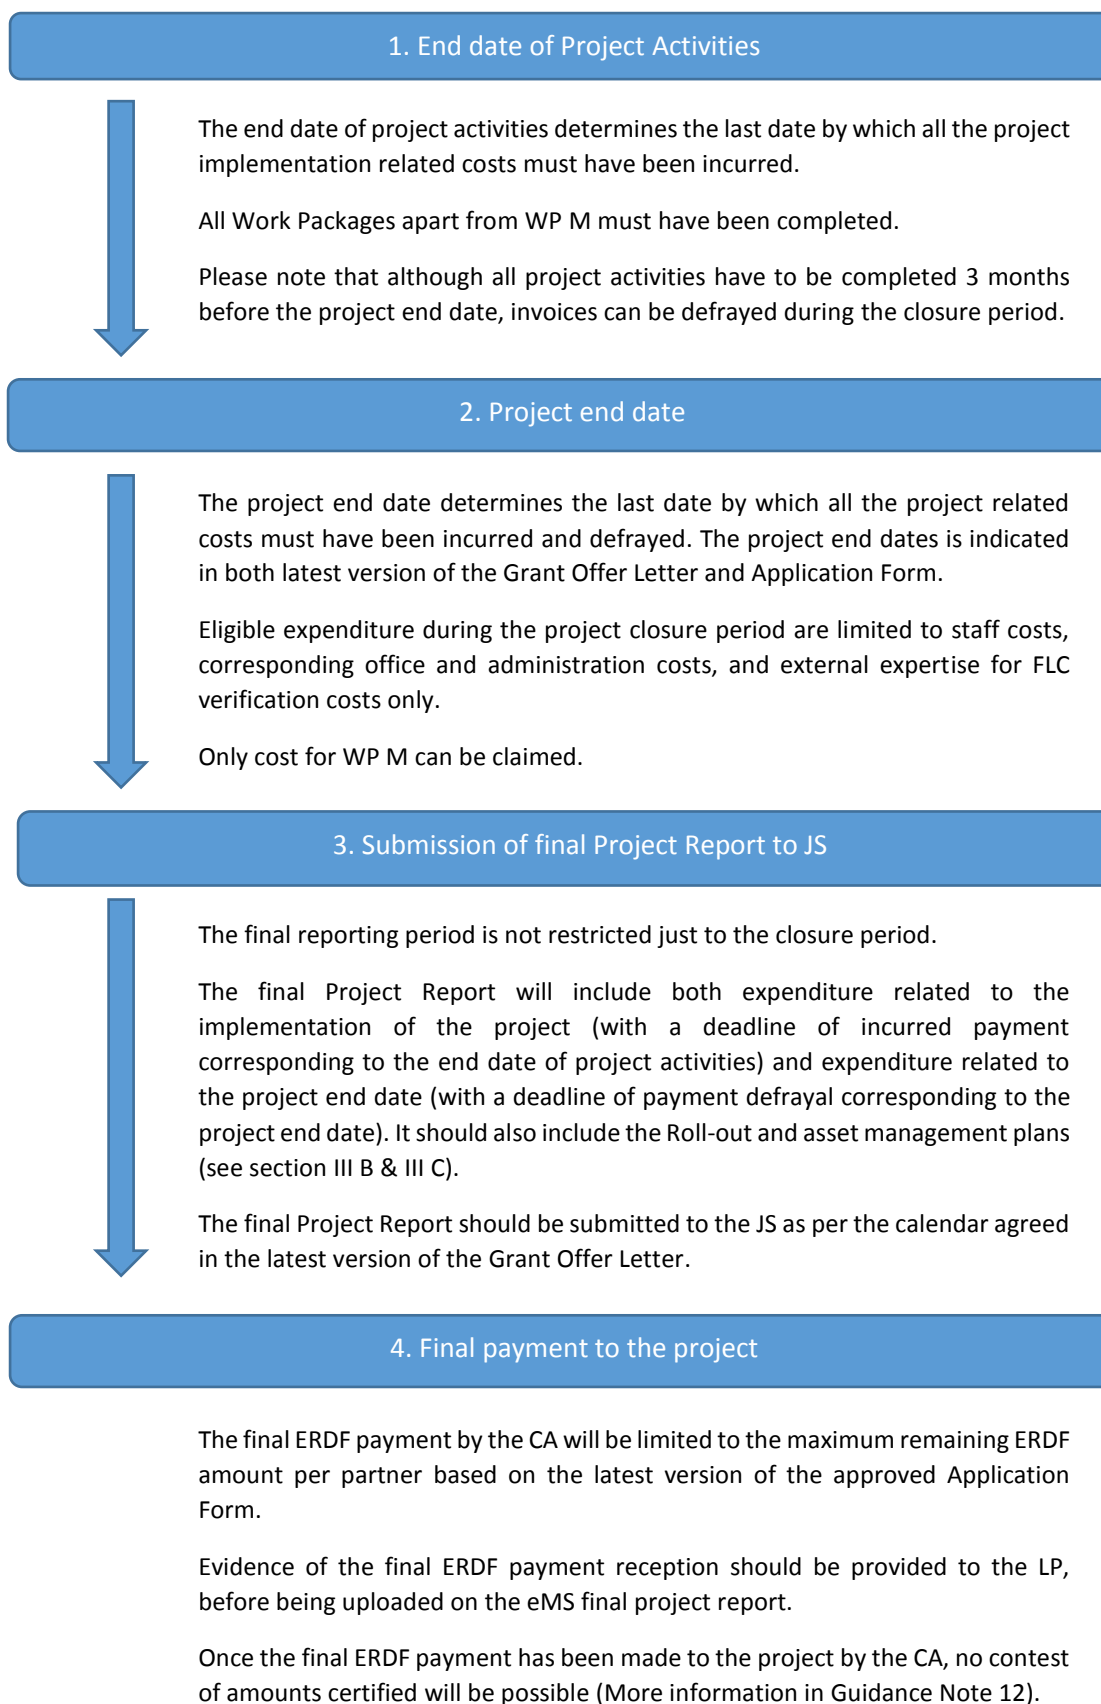 1. End date of Project Activities
The end date of project activities determines the last date by which all the project
implementation related costs must have been incurred.
All Work Packages apart from WP M must have been completed.
Please note that although all project activities have to be completed 3 months
before the project end date, invoices can be defrayed during the closure period.
2. Project end date
The project end date determines the last date by which all the project related
costs must have been incurred and defrayed. The project end dates is indicated
in both latest version of the Grant Offer Letter and Application Form.
Eligible expenditure during the project closure period are limited to staff costs,
corresponding office and administration costs, and external expertise for FLC
verification costs only.
Only cost for WP M can be claimed.
3. Submission of final Project Report to JS
The final reporting period is not restricted just to the closure period.
The final Project Report will include both expenditure related to the
implementation of the project (with a deadline of incurred payment
corresponding to the end date of project activities) and expenditure related to
the project end date (with a deadline of payment defrayal corresponding to the
project end date). It should also include the Roll-out and asset management plans
(see section III B & III C).
The final Project Report should be submitted to the JS as per the calendar agreed
in the latest version of the Grant Offer Letter.
4. Final payment to the project
The final ERDF payment by the CA will be limited to the maximum remaining ERDF
amount per partner based on the latest version of the approved Application
Form.
Evidence of the final ERDF payment reception should be provided to the LP,
before being uploaded on the eMS final project report.
Once the final ERDF payment has been made to the project by the CA, no contest
of amounts certified will be possible (More information in Guidance Note 12).